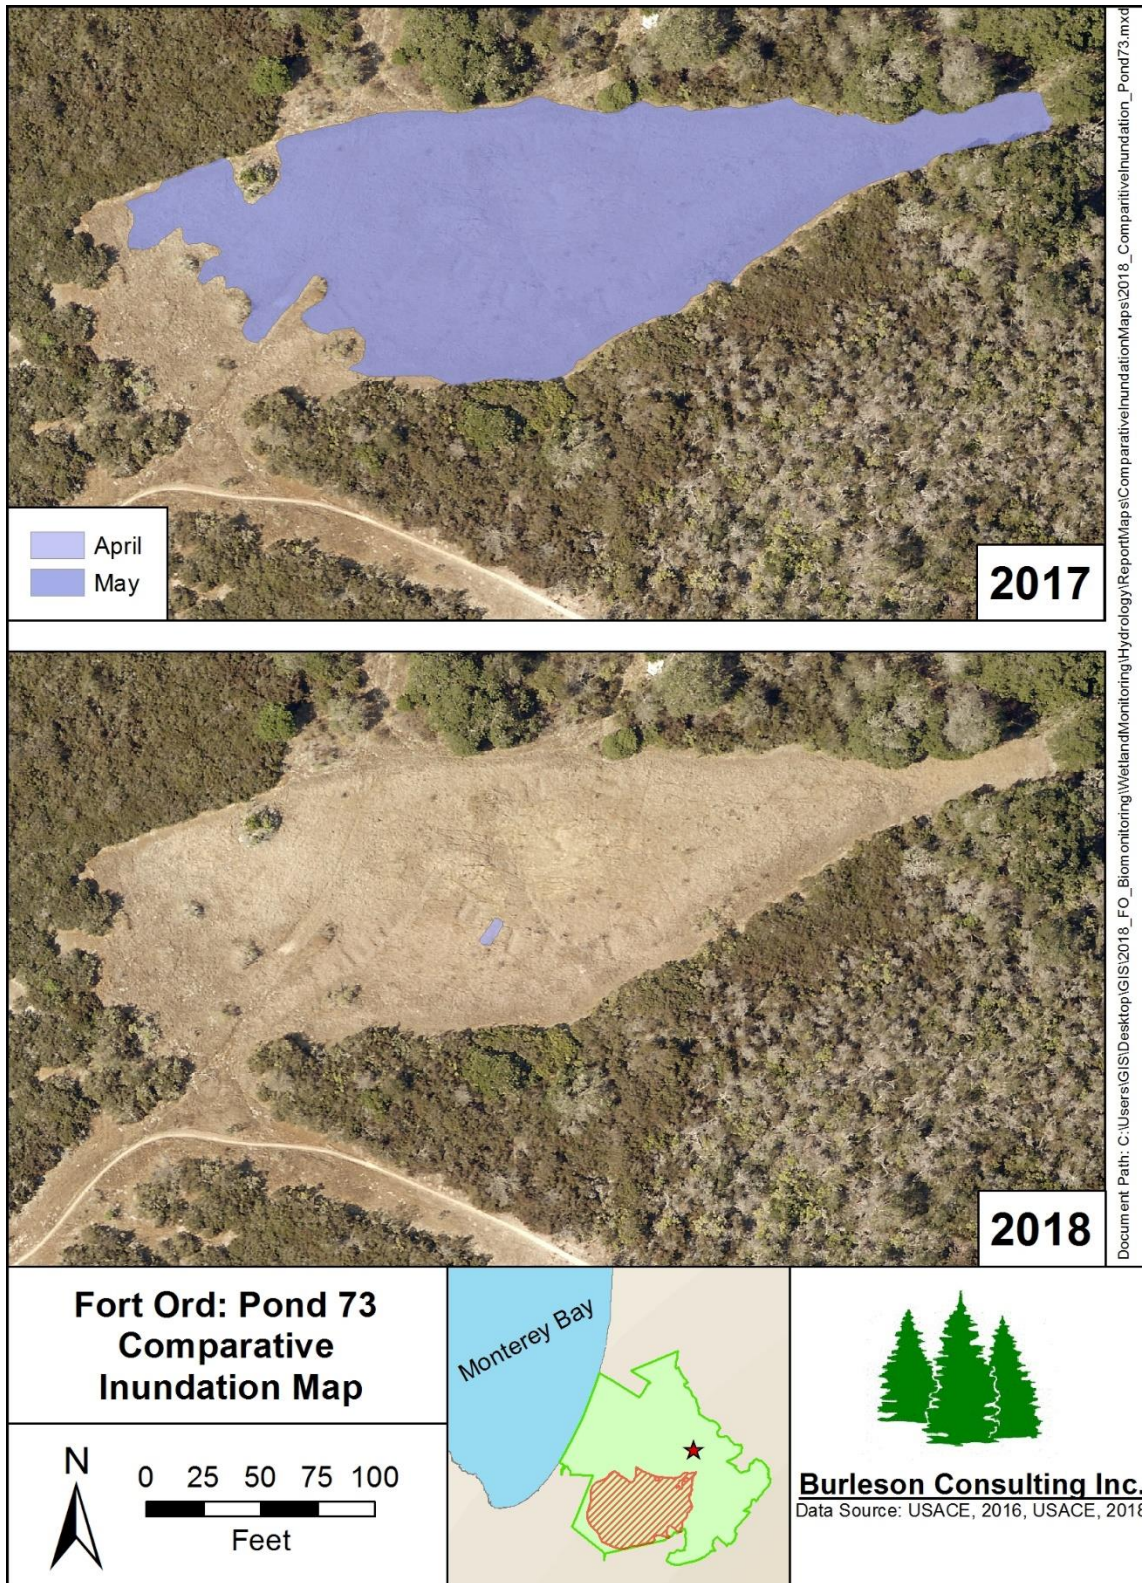 April
May
2017
2018
Fort Ord: Pond 73
Comparative
Inundation Map
N
0 25 50 75 100
Feet
Monterey Bay
Burleson Consulting Inc.
Data Source: USACE, 2016, USACE, 2018
Document Path: C:\Users\GIS\Desktop\GIS\2018_FO_Biomonitoring\WetlandMonitoring\Hydrology\ReportMaps\ComparativeInundationMaps\2018_ComparitiveInundation_Pond73.mxd